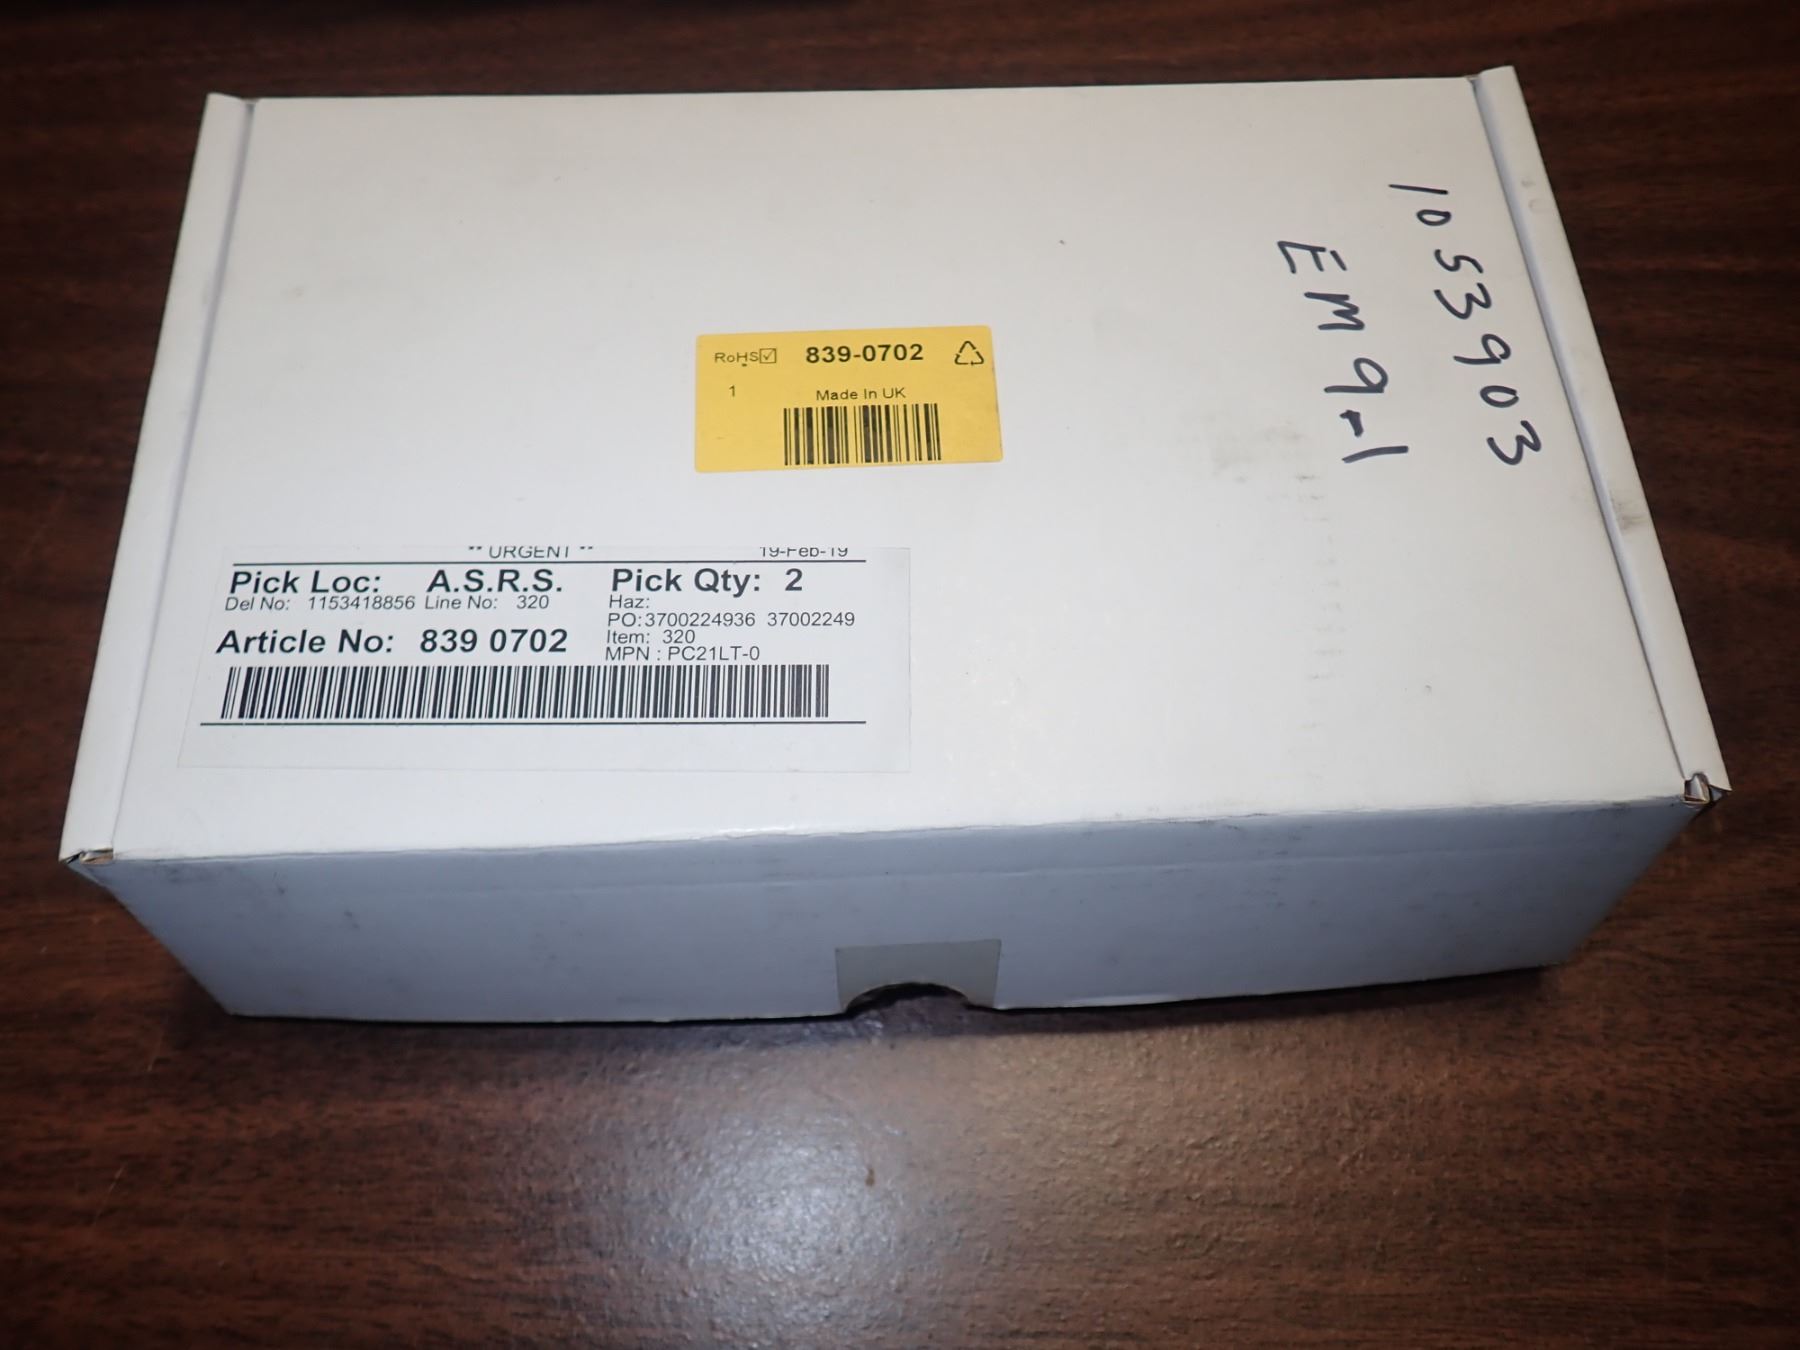 RoHS 839-0702
1 Made In UK
** URGENT ** 19-Feb-19
Pick Loc: A.S.R.S. Pick Qty: 2
Del No: 1153418856 Line No: 320 Haz:
PO:3700224936 37002249
Article No: 839 0702 Item: 320
MPN : PC21LT-0
1053903
EM9-1